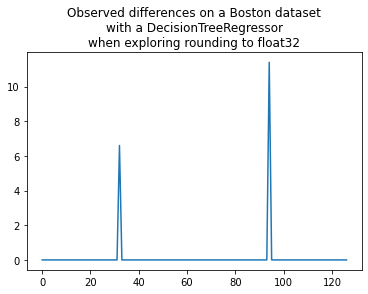 Observed differences on a Boston dataset
with a DecisionTreeRegressor
when exploring rounding to float32
10
8
6
4
2
0
0 20 40 60 80 100 120